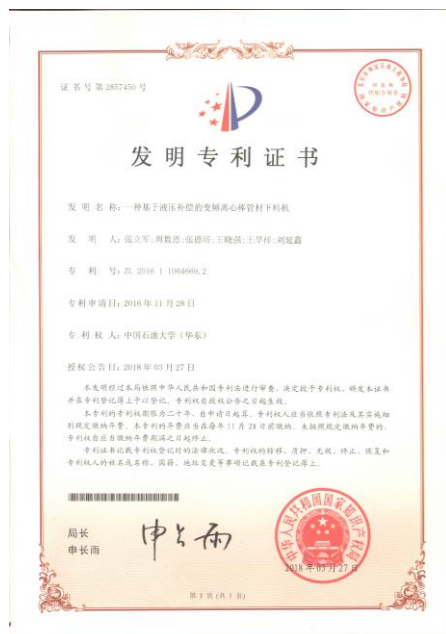 证书号第2857450号
发明专利证书
发 明 名 称：一种基于液压补偿的变频离心棒管材下料机
发 明 人：张立军;周数恩;张德培;王晓强;王旱祥;刘延鑫
专 利 号：ZL 2016 1 1064669.2
专利申请日：2016年11月28日
专 利 权 人：中国石油大学（华东）
授权公告日：2018年03月27日
本发明经过本局依照中华人民共和国专利法进行审查，决定授予专利权，颁发本证书
并在专利登记簿上予以登记，专利权自授权公告之日起生效。
本专利的专利权期限为二十年，自申请日起算。专利权人应当依照专利法及其实施细
则规定缴纳年费。本专利的年费应当在每年11月28日前缴纳。未按照规定缴纳年费的，
专利权自应当缴纳年费期满之日起终止。
专利证书记载专利权登记时的法律状况。专利权的转移、质押、无效、终止、恢复和
专利权人的姓名或名称、国籍、地址变更等事项记载在专利登记簿上。
局长
申长雨
申长雨
中华人民共和国国家知识产权局
2018年03月27日
第1页(共1页)